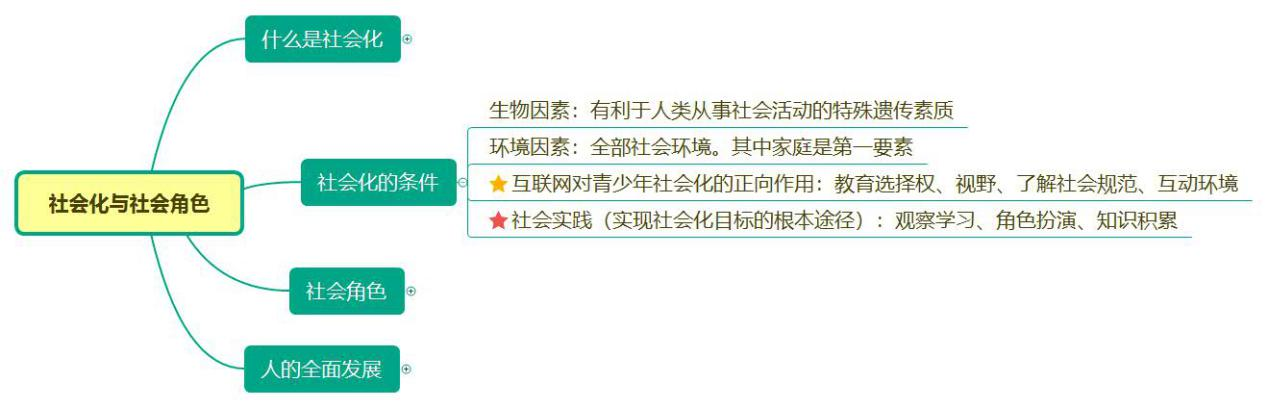 社会化与社会角色
什么是社会化
社会化的条件
生物因素：有利于人类从事社会活动的特殊遗传素质
环境因素：全部社会环境。其中家庭是第一要素
互联网对青少年社会化的正向作用：教育选择权、视野、了解社会规范、互动环境
社会实践（实现社会化目标的根本途径）：观察学习、角色扮演、知识积累
社会角色
人的全面发展